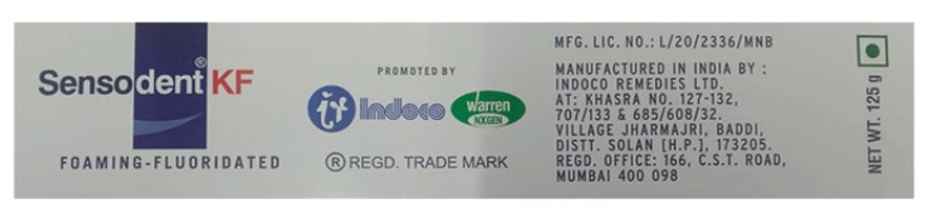 Sensodent® KF
FOAMING-FLUORIDATED
PROMOTED BY
Indoco
warren
NXGEN
® REGD. TRADE MARK
MFG. LIC. NO.: L/20/2336/MNB
MANUFACTURED IN INDIA BY :
INDOCO REMEDIES LTD.
AT: KHASRA NO. 127-132,
707/133 & 685/608/32.
VILLAGE JHARMAJRI, BADDI,
DISTT. SOLAN [H.P.], 173205.
REGD. OFFICE: 166, C.S.T. ROAD,
MUMBAI 400 098
NET WT. 125 g